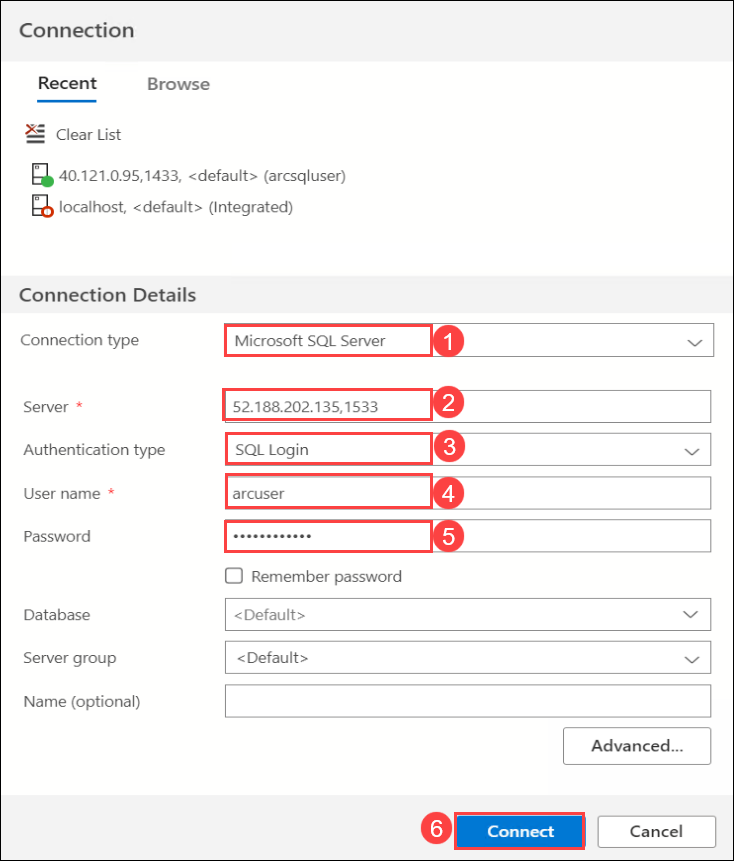 Connection
Recent Browse
Clear List
40.121.0.95,1433, <default> (arcsqluser)
localhost, <default> (Integrated)
Connection Details
Connection type Microsoft SQL Server 1
Server * 52.188.202.135,1533 2
Authentication type SQL Login 3
User name * arcuser 4
Password •••••••••••• 5
Remember password
Database <Default>
Server group <Default>
Name (optional)
Advanced...
6 Connect Cancel